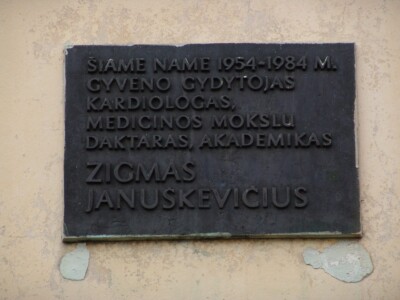 ŠIAME NAME 1954-1984 M.
GYVENO GYDYTOJAS
KARDIOLOGAS,
MEDICINOS MOKSLŲ
DAKTARAS, AKADEMIKAS
ZIGMAS
JANUŠKEVIČIUS